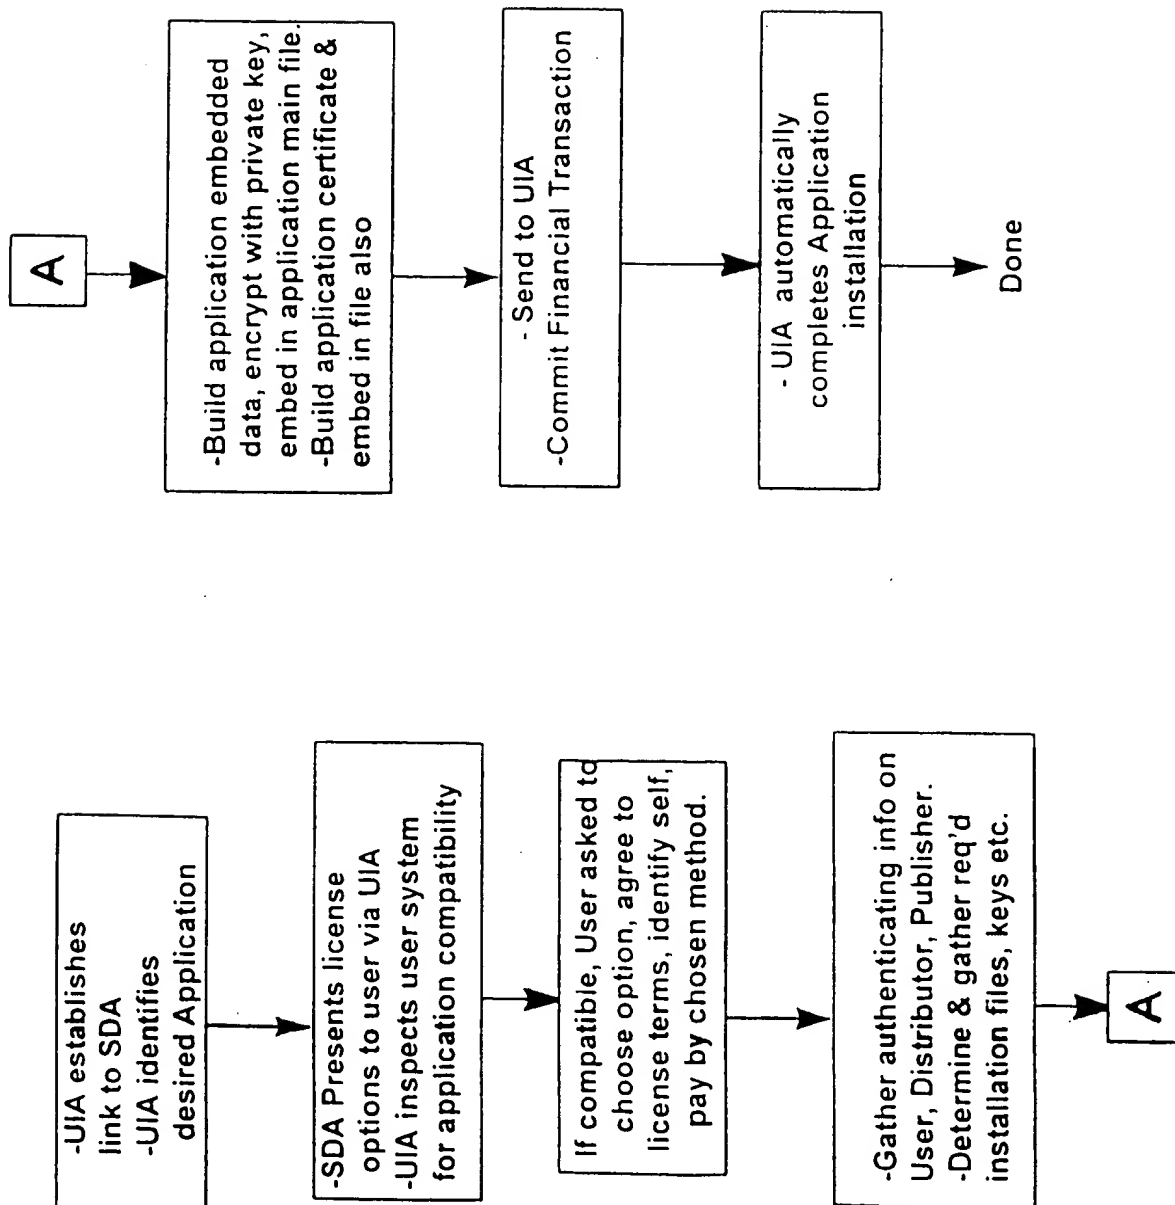 -UIA establishes
link to SDA
-UIA identifies
desired Application
-SDA Presents license
options to user via UIA
-UIA inspects user system
for application compatibility
If compatible, User asked to
choose option, agree to
license terms, identify self,
pay by chosen method.
-Gather authenticating info on
User, Distributor, Publisher.
-Determine & gather req'd
installation files, keys etc.
A
A
-Build application embedded
data, encrypt with private key,
embed in application main file.
-Build application certificate &
embed in file also
- Send to UIA
-Commit Financial Transaction
- UIA automatically
completes Application
installation
Done